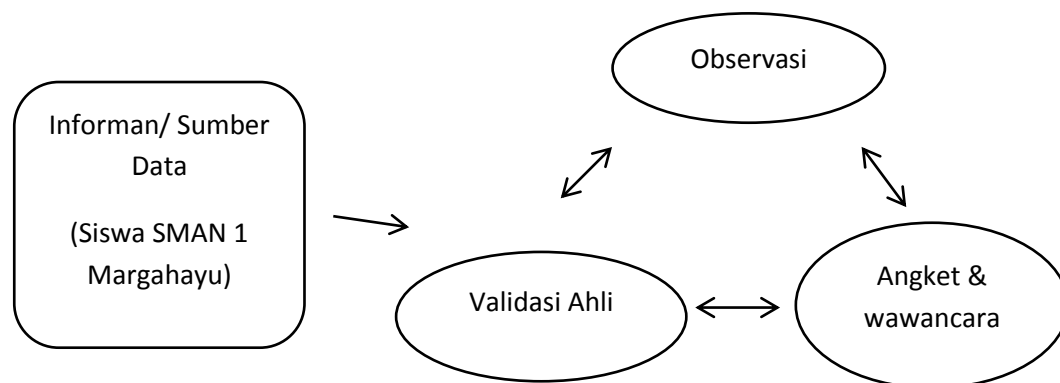 Observasi
Informan/ Sumber
Data
(Siswa SMAN 1
Margahayu)
Validasi Ahli
Angket &
wawancara